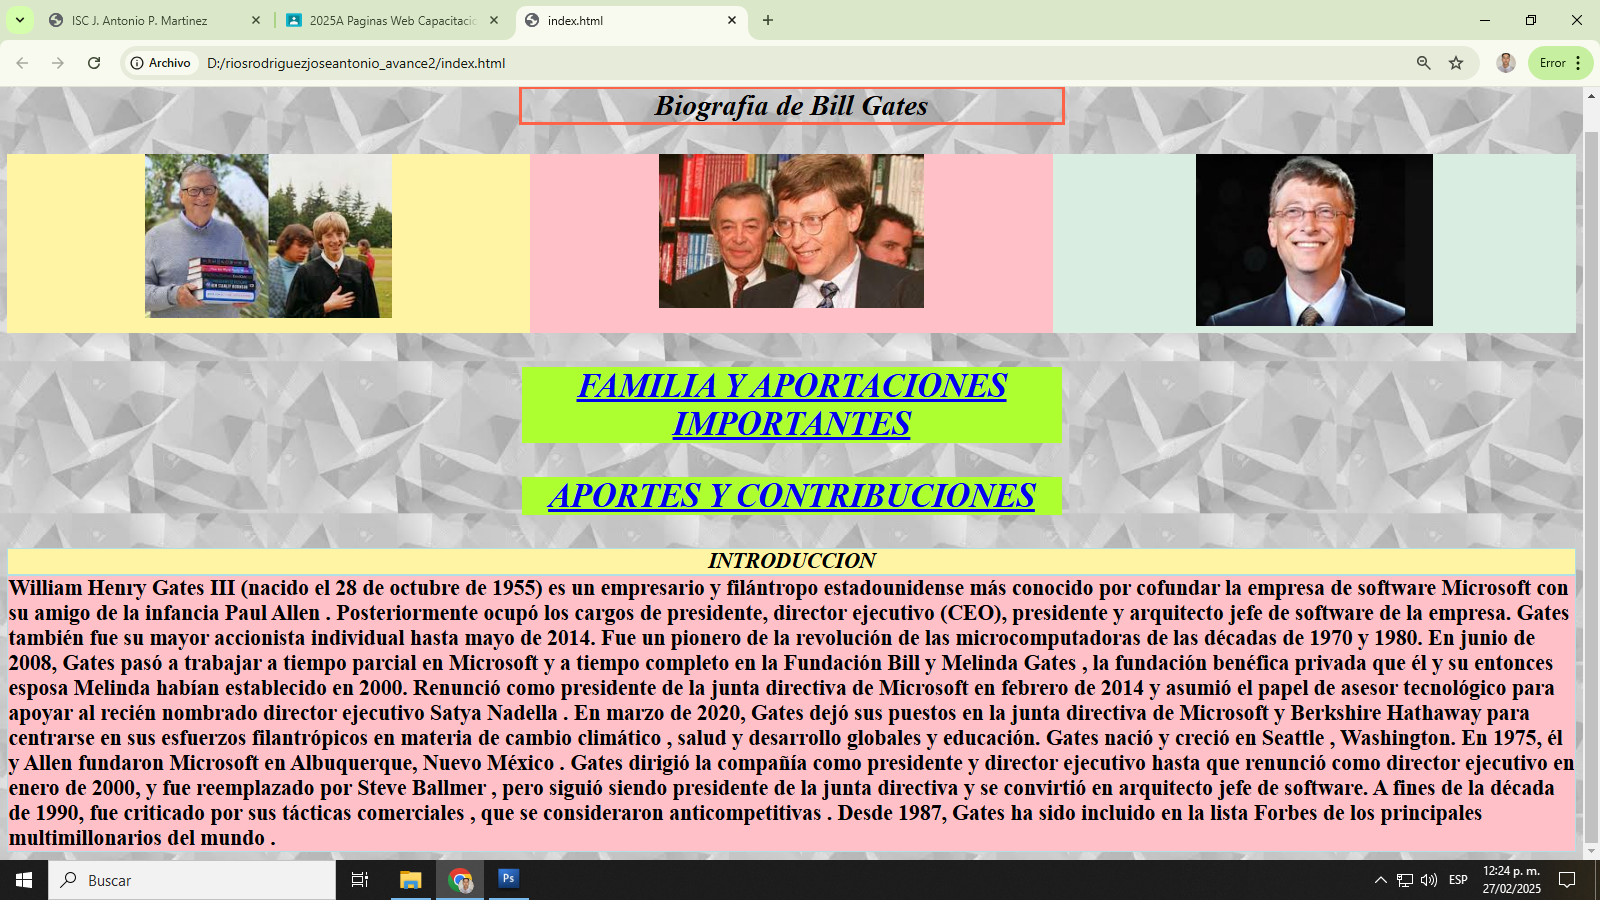 ISC J. Antonio P. Martinez
2025A Paginas Web Capacitació
index.html
Archivo
D:/riosrodriguezjoseantonio_avance2/index.html
Error
Biografia de Bill Gates
FAMILIA Y APORTACIONES
IMPORTANTES
APORTES Y CONTRIBUCIONES
INTRODUCCION
William Henry Gates III (nacido el 28 de octubre de 1955) es un empresario y filántropo estadounidense más conocido por cofundar la empresa de software Microsoft con
su amigo de la infancia Paul Allen . Posteriormente ocupó los cargos de presidente, director ejecutivo (CEO), presidente y arquitecto jefe de software de la empresa. Gates
también fue su mayor accionista individual hasta mayo de 2014. Fue un pionero de la revolución de las microcomputadoras de las décadas de 1970 y 1980. En junio de
2008, Gates pasó a trabajar a tiempo parcial en Microsoft y a tiempo completo en la Fundación Bill y Melinda Gates , la fundación benéfica privada que él y su entonces
esposa Melinda habían establecido en 2000. Renunció como presidente de la junta directiva de Microsoft en febrero de 2014 y asumió el papel de asesor tecnológico para
apoyar al recién nombrado director ejecutivo Satya Nadella . En marzo de 2020, Gates dejó sus puestos en la junta directiva de Microsoft y Berkshire Hathaway para
centrarse en sus esfuerzos filantrópicos en materia de cambio climático , salud y desarrollo globales y educación. Gates nació y creció en Seattle , Washington. En 1975, él
y Allen fundaron Microsoft en Albuquerque, Nuevo México . Gates dirigió la compañía como presidente y director ejecutivo hasta que renunció como director ejecutivo en
enero de 2000, y fue reemplazado por Steve Ballmer , pero siguió siendo presidente de la junta directiva y se convirtió en arquitecto jefe de software. A fines de la década
de 1990, fue criticado por sus tácticas comerciales , que se consideraron anticompetitivas . Desde 1987, Gates ha sido incluido en la lista Forbes de los principales
multimillonarios del mundo .
Buscar
Ps
ESP
12:24 p. m.
27/02/2025